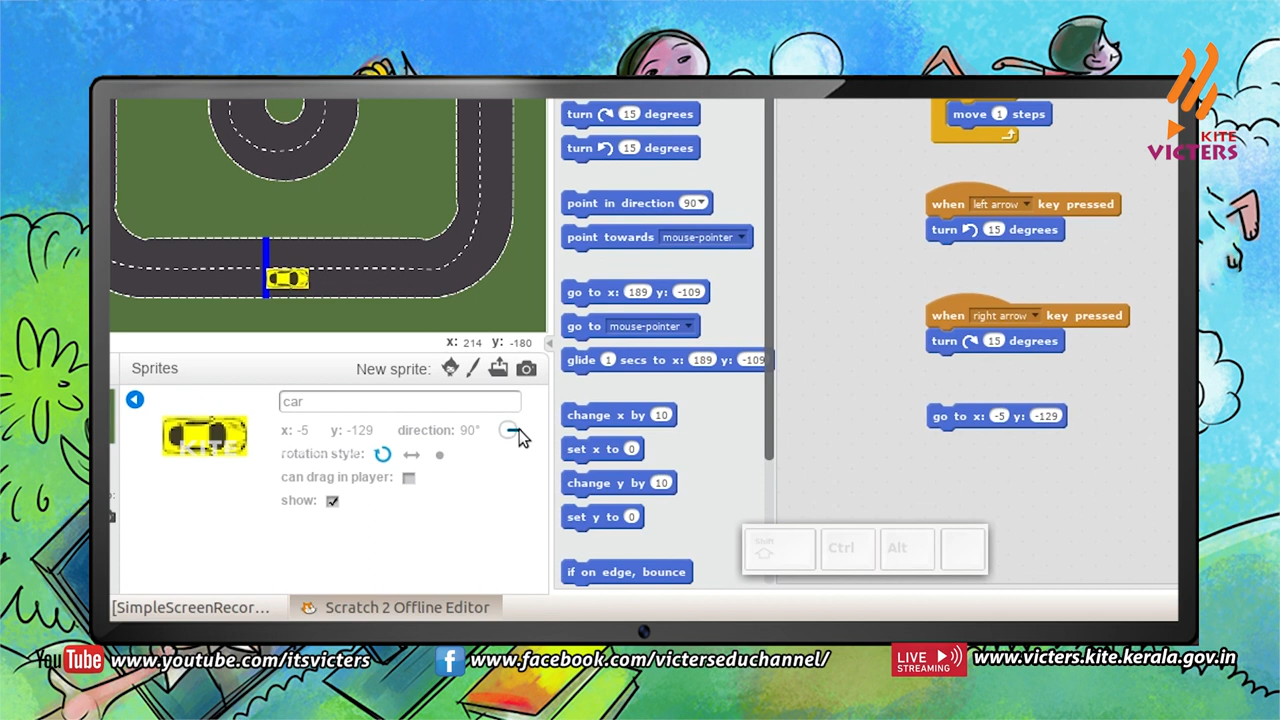 turn 15 degrees
turn 15 degrees
point in direction 90
point towards mouse-pointer
go to x: 189 y: -109
go to mouse-pointer
glide 1 secs to x: 189 y: -109
change x by 10
set x to 0
change y by 10
set y to 0
if on edge, bounce
move 1 steps
when left arrow key pressed
turn 15 degrees
when right arrow key pressed
turn 15 degrees
go to x: -5 y: -129
KITE
VICTERS
x: 214 y: -180
Sprites
New sprite:
car
KITE
x: -5 y: -129 direction: 90°
rotation style:
can drag in player:
show:
Shift
Ctrl
Alt
[SimpleScreenRecor...
Scratch 2 Offline Editor
YouTube www.youtube.com/itsvicters
f www.facebook.com/victerseduchannel/
LIVE STREAMING www.victers.kite.kerala.gov.in